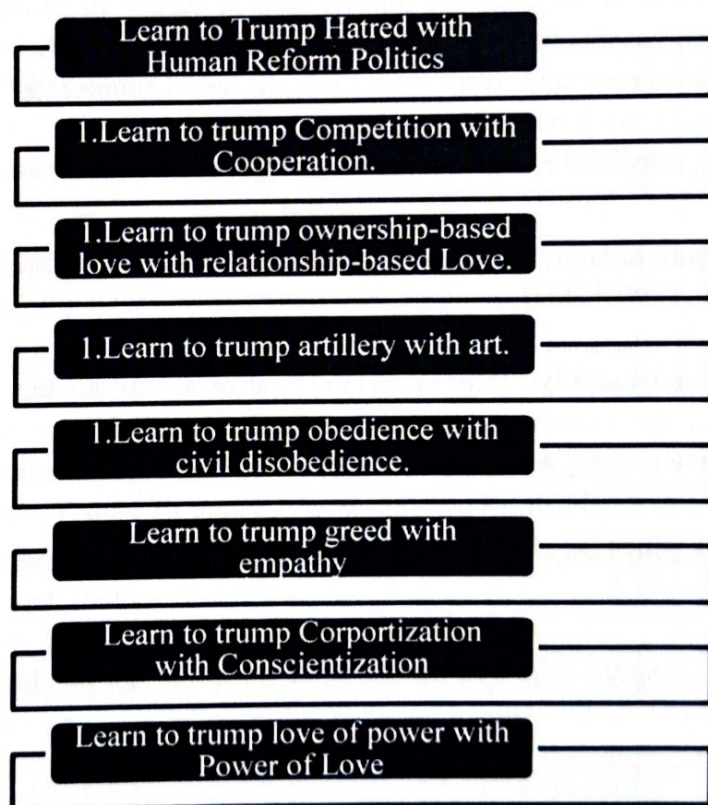 Learn to Trump Hatred with
Human Reform Politics
1.Learn to trump Competition with
Cooperation.
1.Learn to trump ownership-based
love with relationship-based Love.
1.Learn to trump artillery with art.
1.Learn to trump obedience with
civil disobedience.
Learn to trump greed with
empathy
Learn to trump Corportization
with Conscientization
Learn to trump love of power with
Power of Love